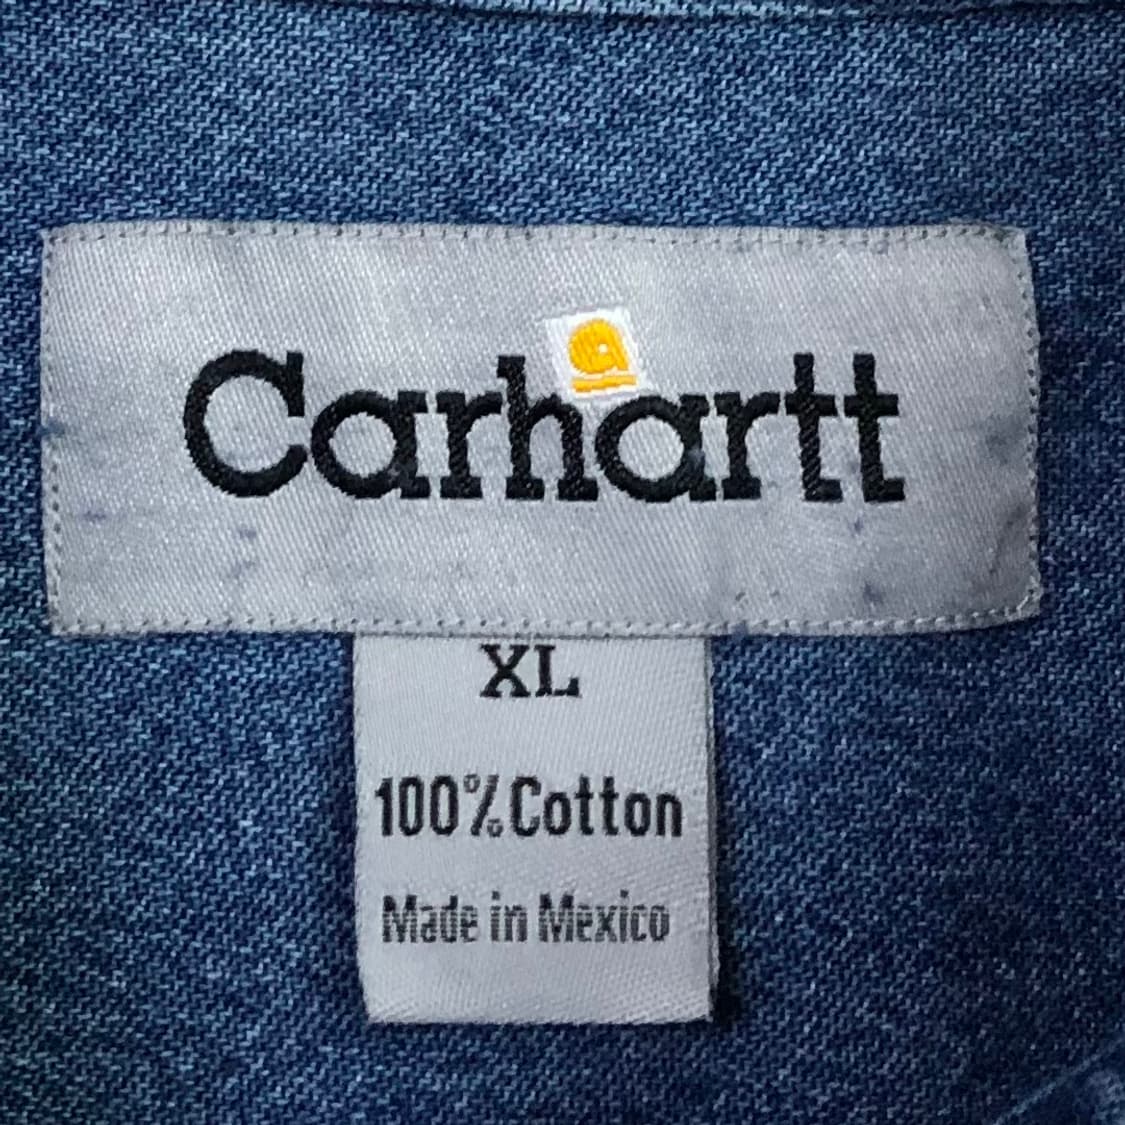 Carhartt
XL
100% Cotton
Made in Mexico